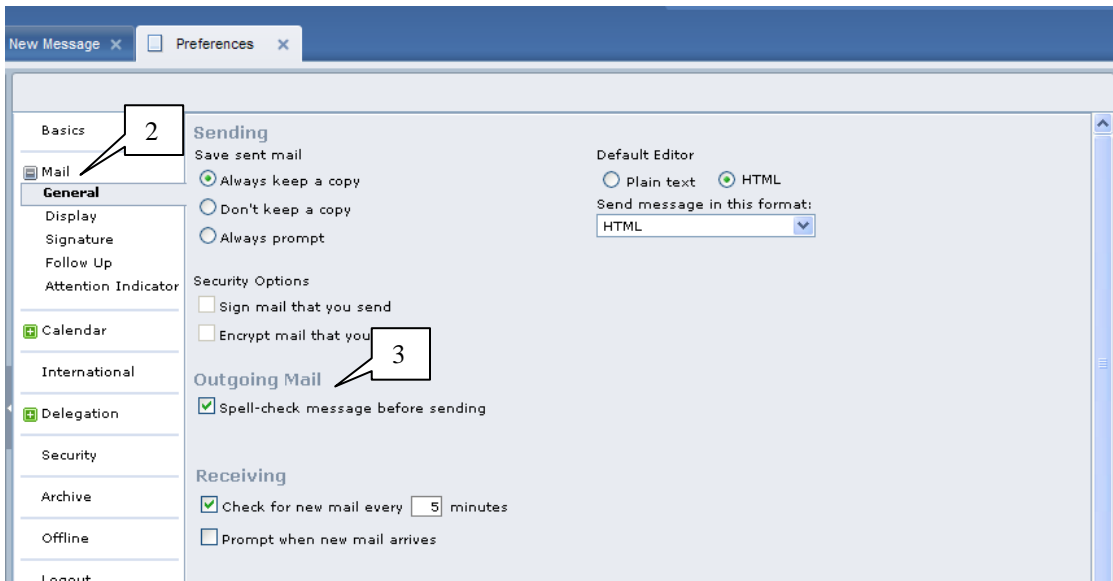 New Message
Preferences
2
3
Basics
Mail
General
Display
Signature
Follow Up
Attention Indicator
Calendar
International
Delegation
Security
Archive
Offline
Logout
Sending
Save sent mail
Always keep a copy
Don't keep a copy
Always prompt
Default Editor
Plain text HTML
Send message in this format:
HTML
Security Options
Sign mail that you send
Encrypt mail that you
Outgoing Mail
Spell-check message before sending
Receiving
Check for new mail every 5 minutes
Prompt when new mail arrives